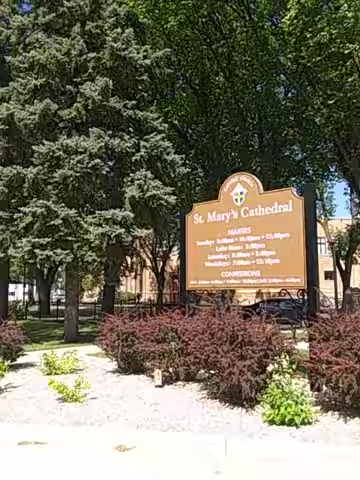 St. Mary's Cathedral
MASSES
Sunday: 8:00am • 10:00am • 12:00pm
Latin Mass: 2:00pm
Saturday: 8:00am • 5:00pm
Weekdays: 7:00am • 12:10pm
CONFESSIONS